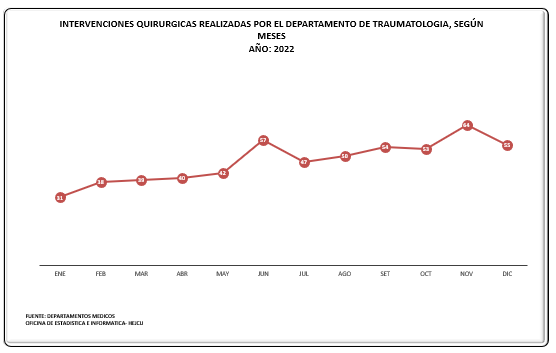 INTERVENCIONES QUIRURGICAS REALIZADAS POR EL DEPARTAMENTO DE TRAUMATOLOGIA, SEGÚN
MESES
AÑO: 2022
31 38 39 40 42 57 47 50 54 53 64 55
ENE FEB MAR ABR MAY JUN JUL AGO SET OCT NOV DIC
FUENTE: DEPARTAMENTOS MEDICOS
OFICINA DE ESTADISTICA E INFORMATICA- HEJCU